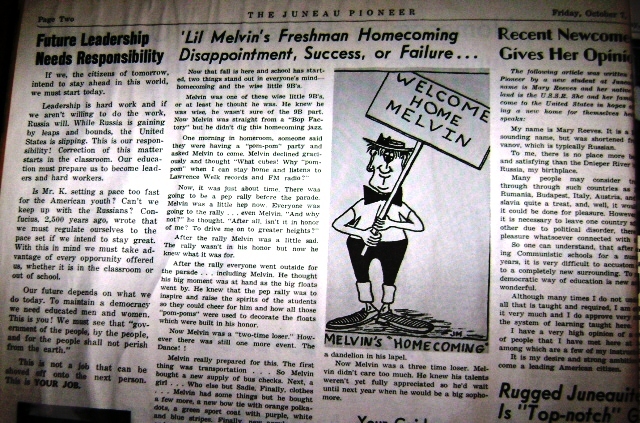 Page Two
THE JUNEAU PIONEER
Friday, October 7,
Future Leadership
Needs Responsibility
If we, the citizens of tomorrow,
intend to stay ahead in this world,
we must start today.
Leadership is hard work and if
we aren't willing to do the work,
Russia will. While Russia is gaining
by leaps and bounds, the United
States is slipping. This is our respon-
sibility! Correction of this matter
starts in the classroom. Our educa-
tion must prepare us to become lead-
ers and hard workers.
Is Mr. K. setting a pace too fast
for the American youth? Can't we
keep up with the Russians? Con-
fucius, 2,500 years ago, wrote that
we must regulate ourselves to the
pace set if we intend to stay great.
With this in mind we must take ad-
vantage of every opportunity offered
us, whether it is in the classroom or
out of school.
Our future depends on what we
do today. To maintain a democracy
we need educated men and women.
This is you! We must see that "gov-
ernment of the people, by the people,
and for the people shall not perish
from the earth."
This is not a job that can be
shoved off onto the next person.
This is YOUR JOB.
'Lil Melvin's Freshman Homecoming
Disappointment, Success, or Failure . . .
Now that fall is here and school has start-
ed, two things stand out in everyone's mind—
homecoming and the wise little 9B's.
Melvin was one of these wise little 9B's,
or at least he thought he was. He knew he
was wise, he wasn't sure of the 9B part.
Now Melvin was straight from a "Bop Fac-
tory" but he didn't dig this homecoming jazz.
One morning in homeroom, someone said
they were having a "pom-pom" party and
asked Melvin to come. Melvin declined graci-
ously and thought "What cubes! Why "pom-
pom" when I can stay home and listen to
Lawrence Welk records and FM radio?"
Now, it was just about time. There was
going to be a pep rally before the parade.
Melvin was a little hep now. Everyone was
going to the rally . . . even Melvin. "And why
not?" he thought. "After all, isn't it in honor
of me? To drive me on to greater heights?"
After the rally Melvin was a little sad.
The rally wasn't in his honor but now he
knew what it was for.
After the rally everyone went outside for
the parade . . . including Melvin. He thought
his big moment was at hand as the big floats
went by. He knew that the pep rally was to
inspire and raise the spirits of the students
so they could cheer for him and how all those
"pom-poms" were used to decorate the floats
which were built in his honor.
Now Melvin was a "two-time loser." How-
ever there was still one more event. The
Dance!
Melvin really prepared for this. The first
thing was transportation . . . So Melvin
bought a new supply of bus checks. Next, a
girl . . . Who else but Sadie. Finally, clothes
. . . Melvin had some things but he bought
a few more, a new bow tie with orange polka-
dots, a green sport coat with purple, white
and blue stripes. Finally
WELCOME
HOME
MELVIN
JM
MELVIN'S "HOMECOMING"
a dandelion in his lapel.
Now Melvin was a three time loser. Mel-
vin didn't care too much. He knew his talents
weren't yet fully appreciated so he'd wait
until next year when he would be a big sopho-
more.
Recent Newcome
Gives Her Opinio
The following article was written
Pioneer by a new student of Juneau
name is Mary Reevea and her native
land is the U.S.S.R. She and her famil
come to the United States in hopes
ing a new home for themselves he
speaks:
My name is Mary Reevea. It is a
sounding name, but was shortened fr
vanov, which is typically Russian.
To me, there is no place more
and satisfying than the Dnieper River
Russia, my birthplace.
Many people may consider
through through such countries as
Rumania, Budapest, Italy, Austria, and
slavia quite a treat, and well, it wou
it could be done for pleasure. However
it is necessary to leave one country to
other due to political disorder, there
pleasure whatsoever connected with
So one can understand, that after
ing Communistic schools for a num
years, it is very difficult to accustom
to a completely new surrounding. The
democratic way of education is new or
wonderful.
Although many times I do not und
all that is taught and required, I am
it very much and I do approve very
the system of learning taught here
I have a very high opinion of
of people that I have met here
among which are a few of my instru
It is my desire and strong ambition
come a leading American citizen.
Rugged Juneauite
Is "Top-notch" G